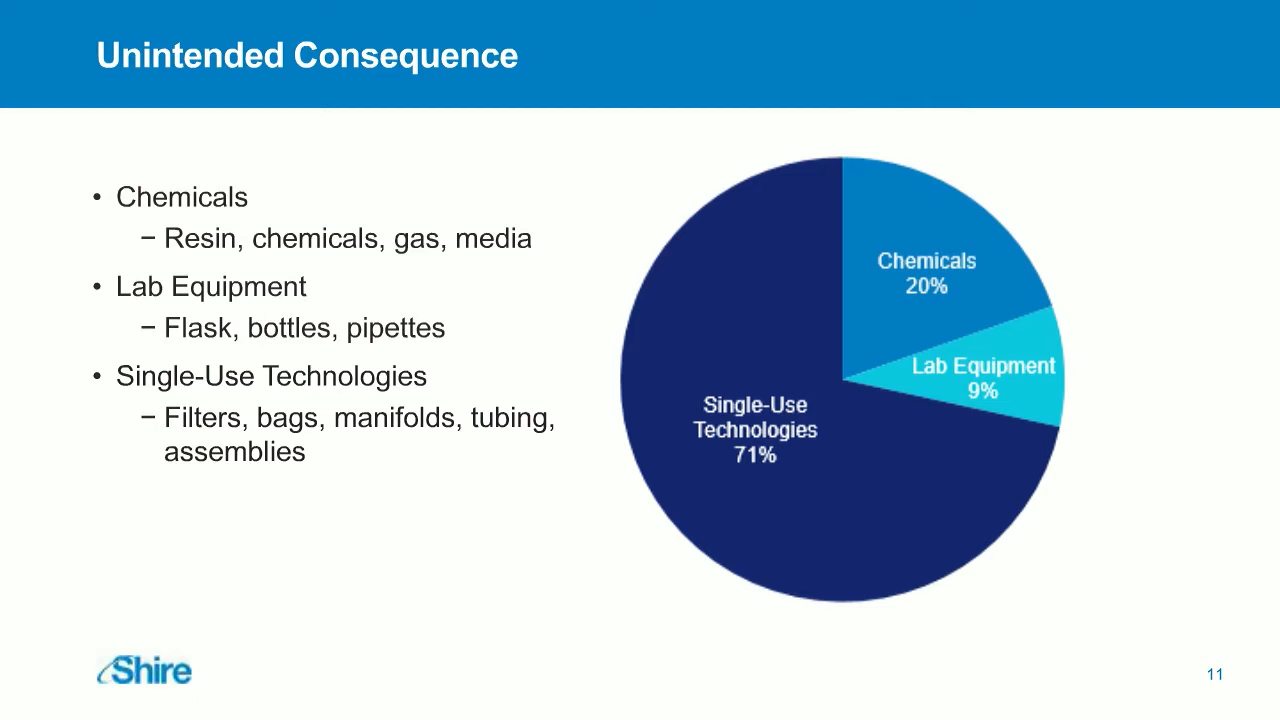 Unintended Consequence
• Chemicals
− Resin, chemicals, gas, media
• Lab Equipment
− Flask, bottles, pipettes
• Single-Use Technologies
− Filters, bags, manifolds, tubing,
assemblies
Chemicals
20%
Lab Equipment
9%
Single-Use
Technologies
71%
Shire
11